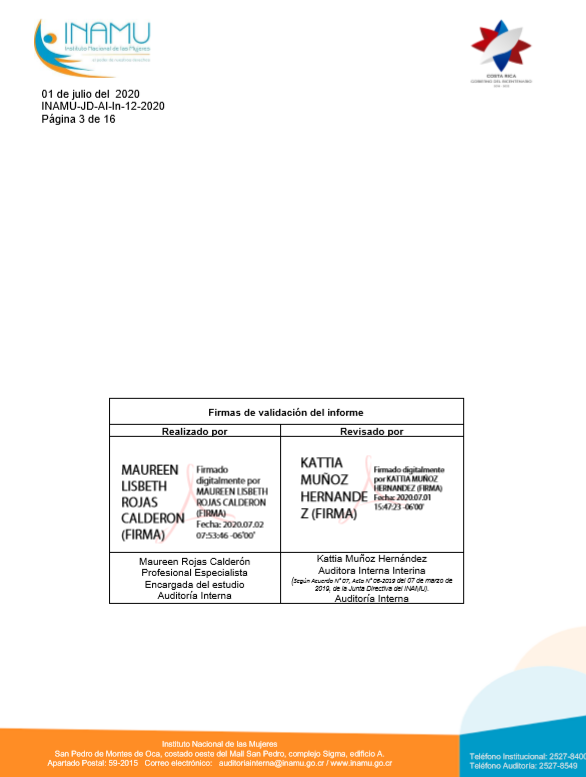 INAMU
Instituto Nacional de las Mujeres
COSTA RICA
GOBIERNO DEL BICENTENARIO
01 de julio del 2020
INAMU-JD-AI-In-12-2020
Página 3 de 16
Firmas de validación del informe
Realizado por
Revisado por
MAUREEN
LISBETH
ROJAS
CALDERON
(FIRMA)
Firmado
digitalmente por
MAUREEN LISBETH
ROJAS CALDERON
(FIRMA)
Fecha: 2020.07.02
07:53:46 -06'00'
KATTIA
MUÑOZ
HERNANDE
Z (FIRMA)
Firmado digitalmente
por KATTIA MUÑOZ
HERNANDEZ (FIRMA)
Fecha: 2020.07.01
15:47:23 -06'00'
Maureen Rojas Calderón
Profesional Especialista
Encargada del estudio
Auditoría Interna
Kattia Muñoz Hernández
Auditora Interna Interina
(Según Acuerdo N° 07, Acta N° 06-2019 del 07 de marzo de
2019, de la Junta Directiva del INAMU).
Auditoría Interna
Instituto Nacional de las Mujeres
San Pedro de Montes de Oca, costado oeste del Mall San Pedro, complejo Sigma, edificio A.
Apartado Postal: 59-2015 Correo electrónico: auditoriainterna@inamu.go.cr / www.inamu.go.cr
Teléfono Institucional: 2527-8400
Teléfono Auditoría: 2527-8549